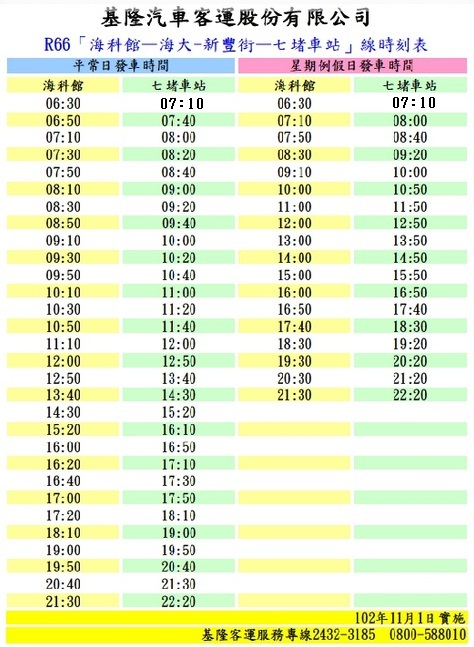 基隆汽車客運股份有限公司
R66「海科館—海大-新豐街—七堵車站」線時刻表
平常日發車時間 星期例假日發車時間
海科館 七堵車站 海科館 七堵車站
06:30 07:10 06:30 07:10
06:50 07:40 07:10 08:00
07:10 08:00 07:50 08:40
07:30 08:20 08:30 09:20
07:50 08:40 09:10 10:00
08:10 09:00 10:00 10:50
08:30 09:20 11:00 11:50
08:50 09:40 12:00 12:50
09:10 10:00 13:00 13:50
09:30 10:20 14:00 14:50
09:50 10:40 15:00 15:50
10:10 11:00 16:00 16:50
10:30 11:20 16:50 17:40
10:50 11:40 17:40 18:30
11:10 12:00 18:30 19:20
12:00 12:50 19:30 20:20
12:50 13:40 20:30 21:20
13:40 14:30 21:30 22:20
14:30 15:20
15:20 16:10
16:00 16:50
16:20 17:10
16:40 17:30
17:00 17:50
17:20 18:10
18:10 19:00
19:00 19:50
19:50 20:40
20:40 21:30
21:30 22:20
102年11月1日實施
基隆客運服務專線2432-3185 0800-588010